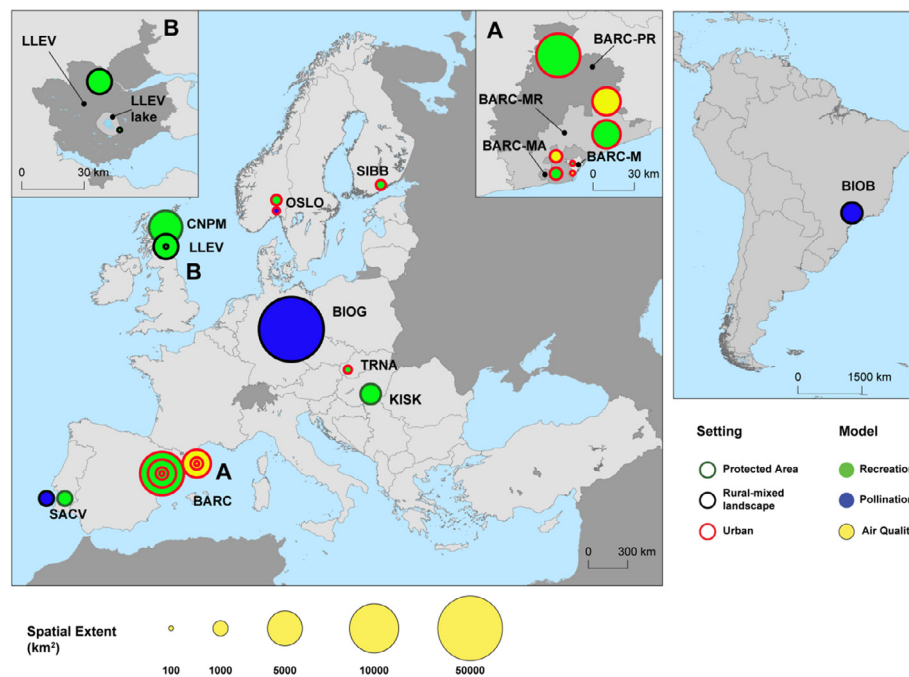 B
LLEV
LLEV
lake
0 30 km
A
BARC-PR
BARC-MR
BARC-MA
BARC-M
0 30 km
SIBB
OSLO
CNPM
LLEV
B
BIOG
TRNA
KISK
A
BARC
SACV
0 300 km
BIOB
0 1500 km
Setting Model
Protected Area Recreation
Rural-mixed
landscape Pollination
Urban Air Qualit
Spatial Extent
(km²)
100 1000 5000 10000 50000